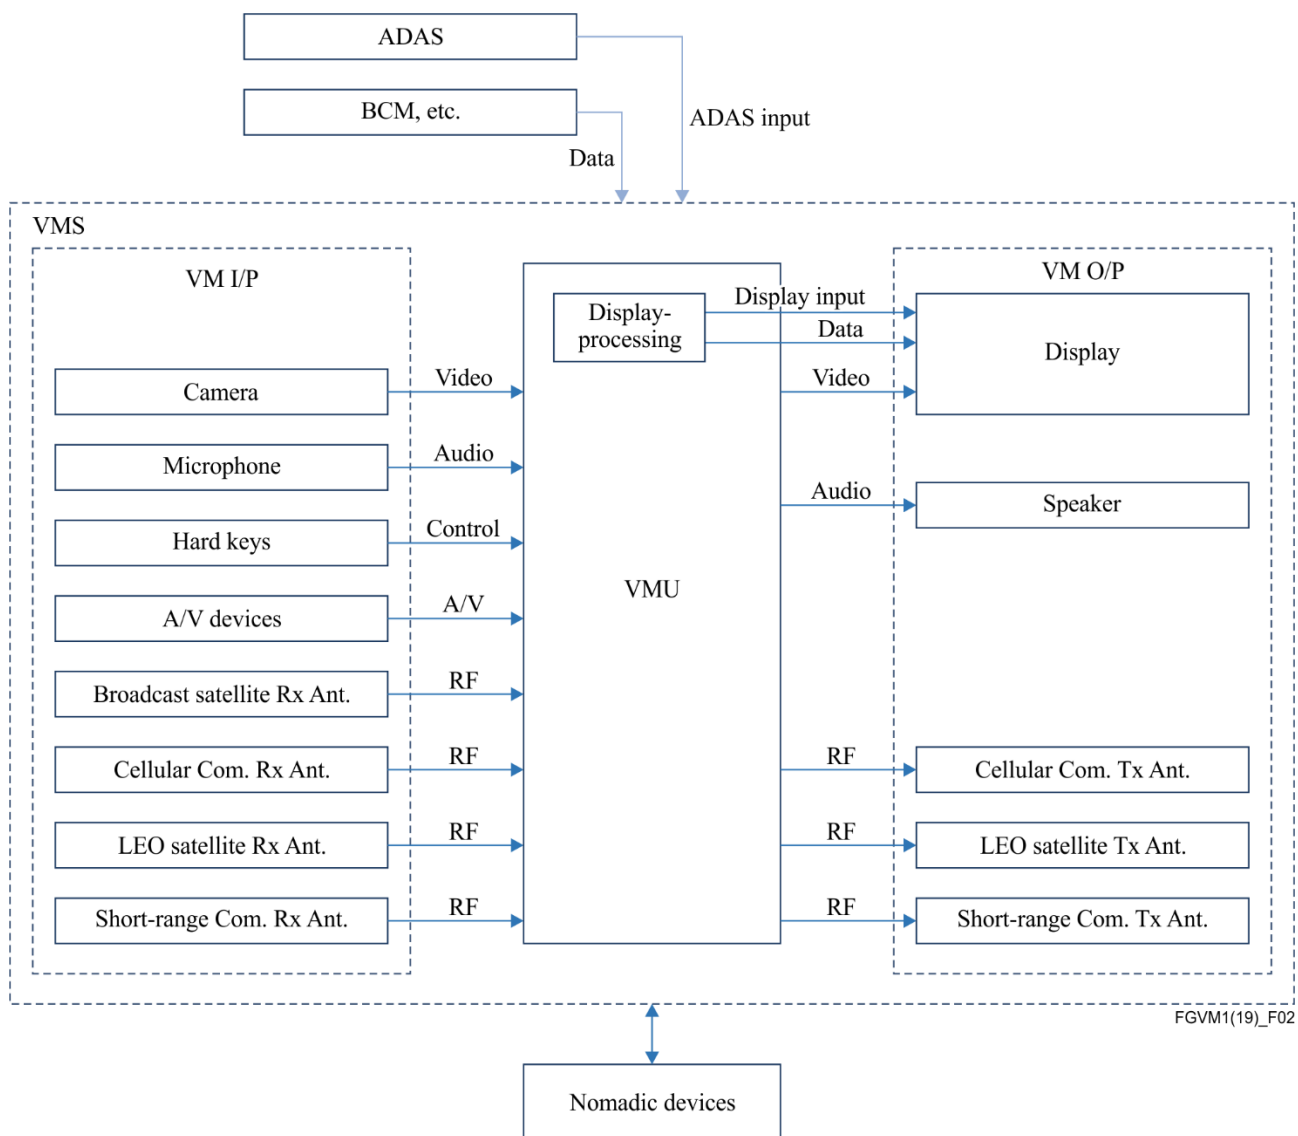 ADAS
BCM, etc.
ADAS input
Data
VMS
VM I/P
VM O/P
Display-
processing
Display input
Data
Display
Camera
Video
Video
Microphone
Audio
Audio
Speaker
Hard keys
Control
VMU
A/V devices
A/V
Broadcast satellite Rx Ant.
RF
Cellular Com. Rx Ant.
RF
RF
Cellular Com. Tx Ant.
LEO satellite Rx Ant.
RF
RF
LEO satellite Tx Ant.
Short-range Com. Rx Ant.
RF
RF
Short-range Com. Tx Ant.
FGVM1(19)_F02
Nomadic devices